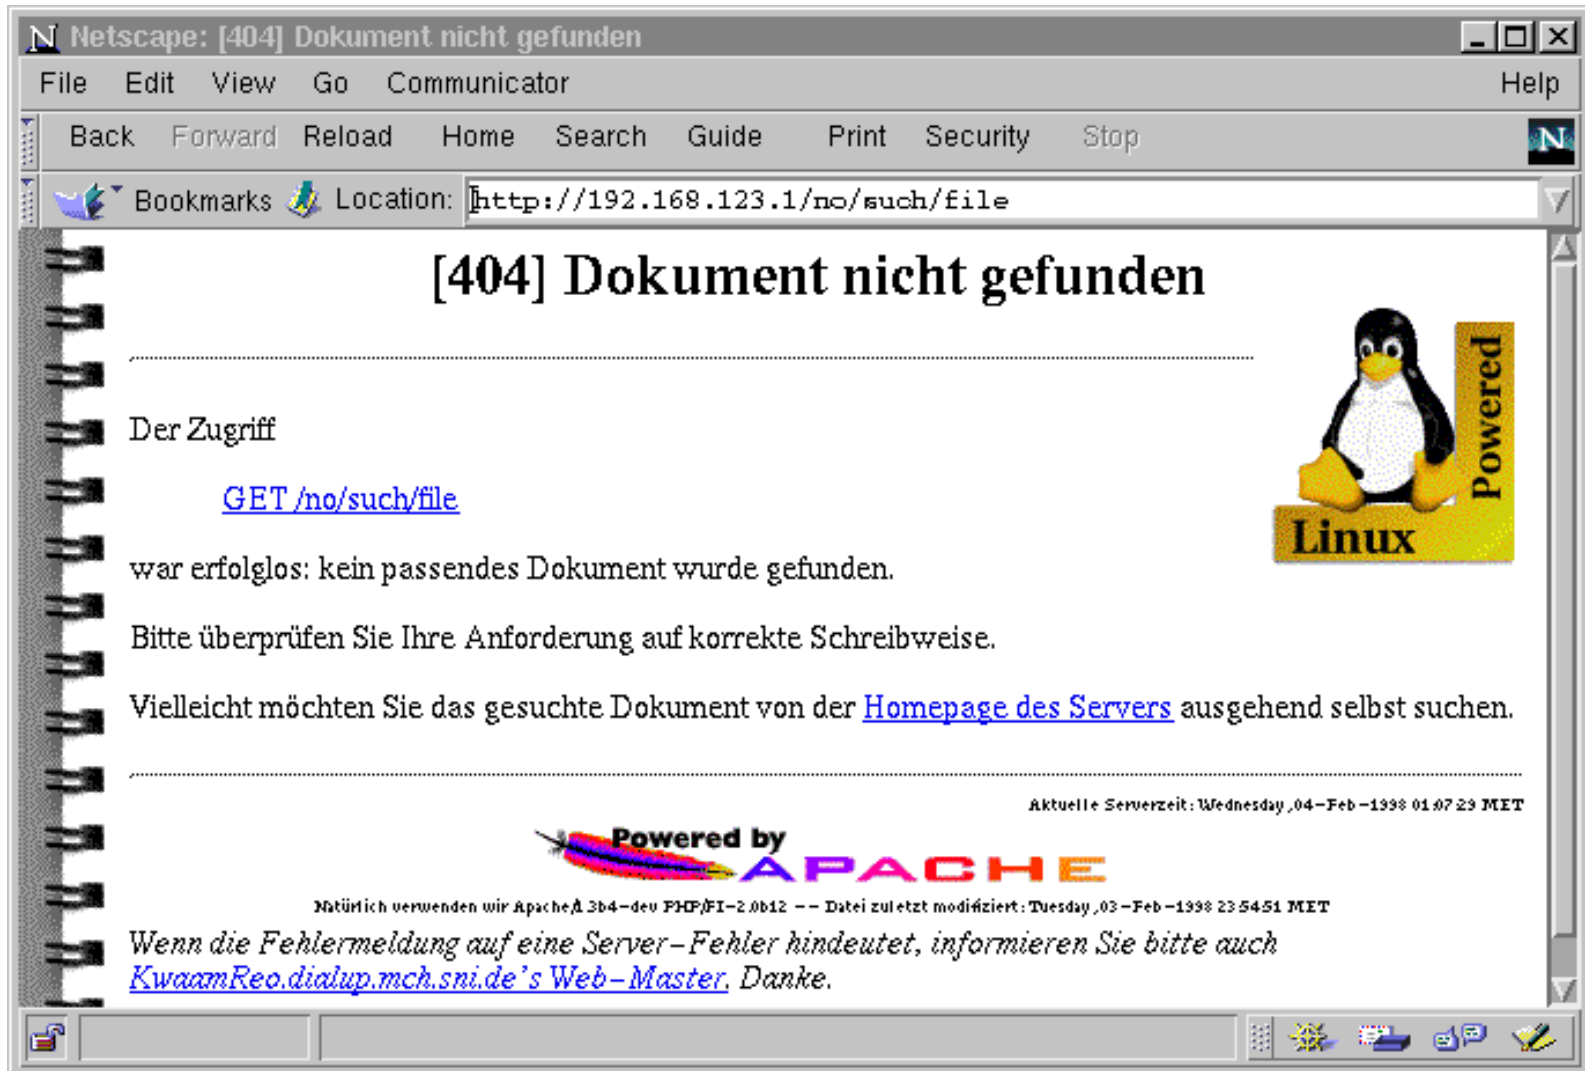 Netscape: [404] Dokument nicht gefunden
File Edit View Go Communicator Help
Back Forward Reload Home Search Guide Print Security Stop
N
Bookmarks Location: http://192.168.123.1/no/such/file
[404] Dokument nicht gefunden
Linux Powered
Der Zugriff
GET /no/such/file
war erfolglos: kein passendes Dokument wurde gefunden.
Bitte überprüfen Sie Ihre Anforderung auf korrekte Schreibweise.
Vielleicht möchten Sie das gesuchte Dokument von der Homepage des Servers ausgehend selbst suchen.
Aktuelle Serverzeit: Wednesday, 04-Feb-1998 01:07:29 MET
Powered by
APACHE
Natürlich verwenden wir Apache/1.3b4-dev PHP/FI-2.0b12 -- Datei zuletzt modifiziert: Tuesday, 03-Feb-1998 23:54:51 MET
Wenn die Fehlermeldung auf eine Server-Fehler hindeutet, informieren Sie bitte auch
KwaamReo.dialup.mch.sni.de's Web-Master. Danke.